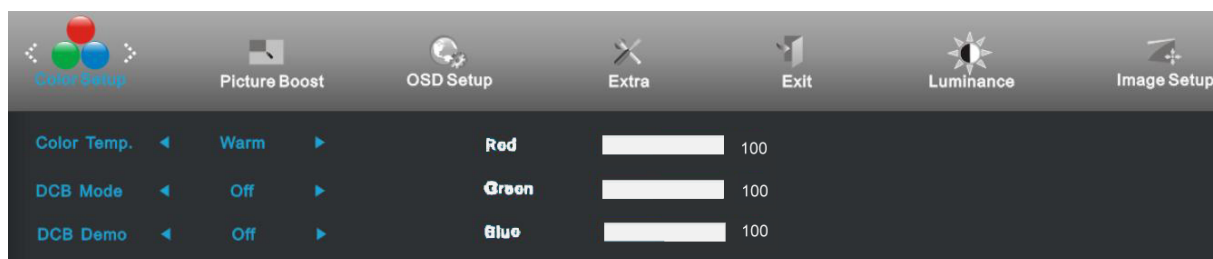 Color Setup Picture Boost OSD Setup Extra Exit Luminance Image Setup
Color Temp. Warm Red 100
DCB Mode Off Green 100
DCB Demo Off Blue 100